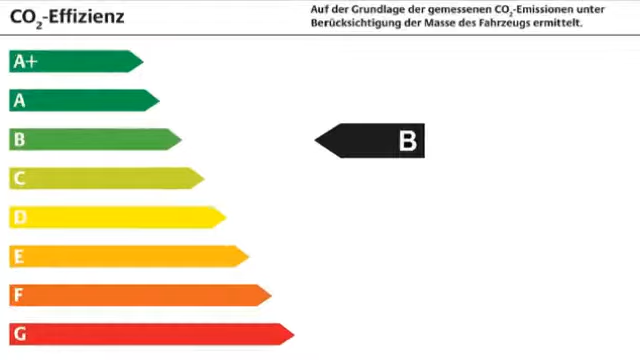 CO₂-Effizienz
Auf der Grundlage der gemessenen CO₂-Emissionen unter
Berücksichtigung der Masse des Fahrzeugs ermittelt.
A+
A
B
B
C
D
E
F
G